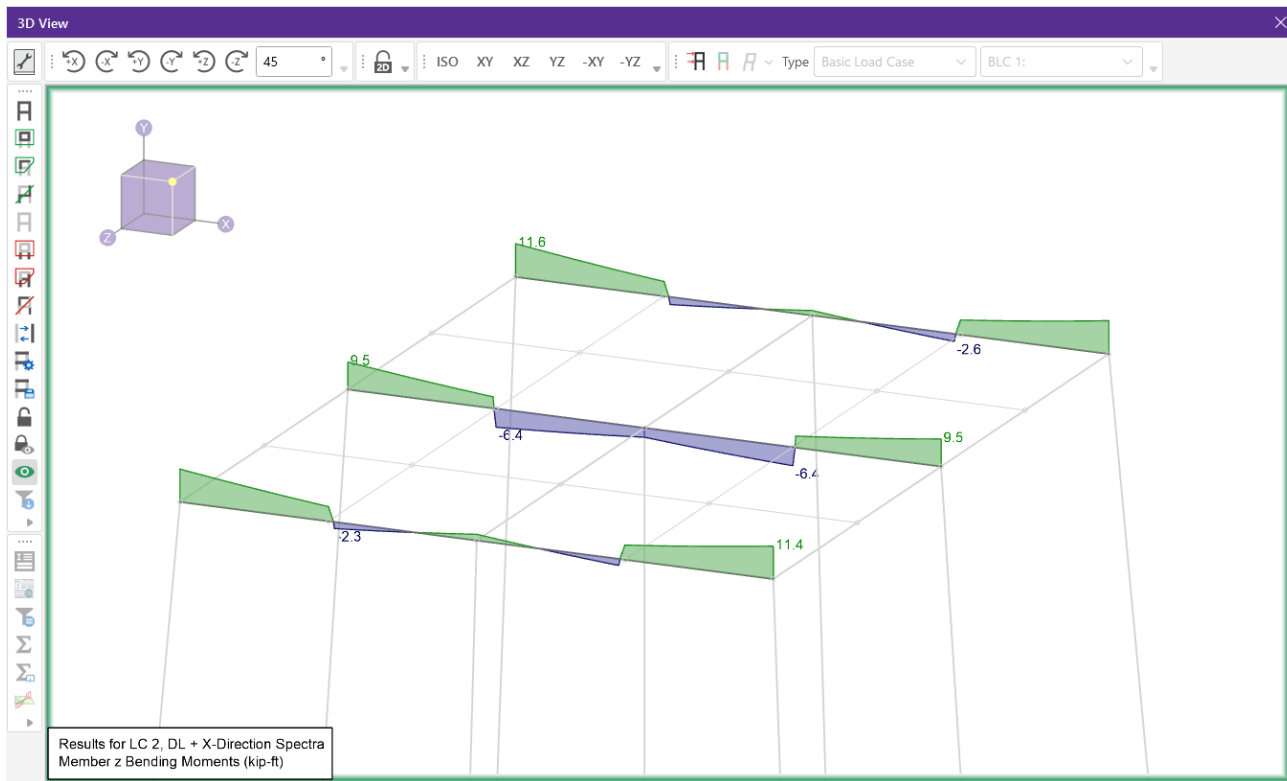 3D View
+X -X +Y -Y +Z -Z 45 ° 2D ISO XY XZ YZ -XY -YZ Type Basic Load Case BLC 1:
Y
X
Z
11.6
-2.6
9.5
-6.4
9.5
-6.4
-2.3
11.4
Results for LC 2, DL + X-Direction Spectra
Member z Bending Moments (kip-ft)